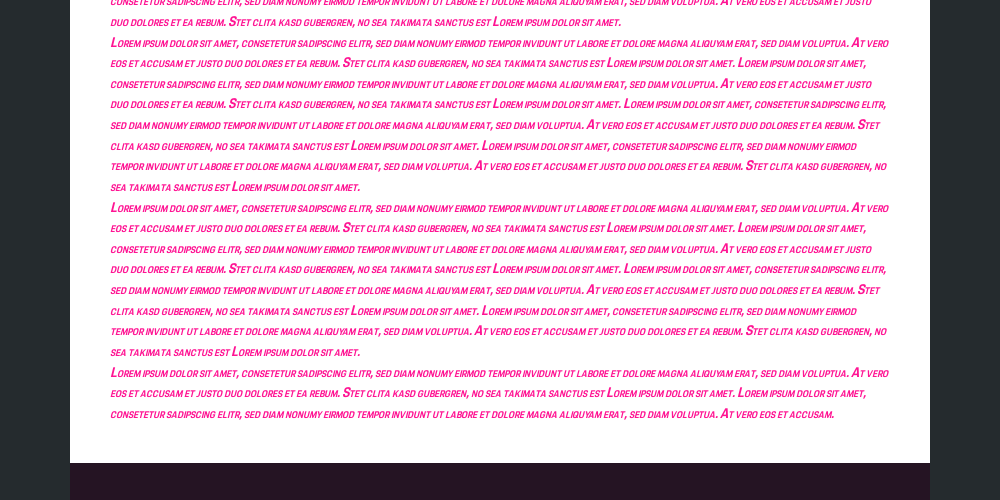 consetetur sadipscing elitr, sed diam nonumy eirmod tempor invidunt ut labore et dolore magna aliquyam erat, sed diam voluptua. At vero eos et accusam et justo
duo dolores et ea rebum. Stet clita kasd gubergren, no sea takimata sanctus est Lorem ipsum dolor sit amet.
Lorem ipsum dolor sit amet, consetetur sadipscing elitr, sed diam nonumy eirmod tempor invidunt ut labore et dolore magna aliquyam erat, sed diam voluptua. At vero
eos et accusam et justo duo dolores et ea rebum. Stet clita kasd gubergren, no sea takimata sanctus est Lorem ipsum dolor sit amet. Lorem ipsum dolor sit amet,
consetetur sadipscing elitr, sed diam nonumy eirmod tempor invidunt ut labore et dolore magna aliquyam erat, sed diam voluptua. At vero eos et accusam et justo
duo dolores et ea rebum. Stet clita kasd gubergren, no sea takimata sanctus est Lorem ipsum dolor sit amet. Lorem ipsum dolor sit amet, consetetur sadipscing elitr,
sed diam nonumy eirmod tempor invidunt ut labore et dolore magna aliquyam erat, sed diam voluptua. At vero eos et accusam et justo duo dolores et ea rebum. Stet
clita kasd gubergren, no sea takimata sanctus est Lorem ipsum dolor sit amet. Lorem ipsum dolor sit amet, consetetur sadipscing elitr, sed diam nonumy eirmod
tempor invidunt ut labore et dolore magna aliquyam erat, sed diam voluptua. At vero eos et accusam et justo duo dolores et ea rebum. Stet clita kasd gubergren, no
sea takimata sanctus est Lorem ipsum dolor sit amet.
Lorem ipsum dolor sit amet, consetetur sadipscing elitr, sed diam nonumy eirmod tempor invidunt ut labore et dolore magna aliquyam erat, sed diam voluptua. At vero
eos et accusam et justo duo dolores et ea rebum. Stet clita kasd gubergren, no sea takimata sanctus est Lorem ipsum dolor sit amet. Lorem ipsum dolor sit amet,
consetetur sadipscing elitr, sed diam nonumy eirmod tempor invidunt ut labore et dolore magna aliquyam erat, sed diam voluptua. At vero eos et accusam et justo
duo dolores et ea rebum. Stet clita kasd gubergren, no sea takimata sanctus est Lorem ipsum dolor sit amet. Lorem ipsum dolor sit amet, consetetur sadipscing elitr,
sed diam nonumy eirmod tempor invidunt ut labore et dolore magna aliquyam erat, sed diam voluptua. At vero eos et accusam et justo duo dolores et ea rebum. Stet
clita kasd gubergren, no sea takimata sanctus est Lorem ipsum dolor sit amet. Lorem ipsum dolor sit amet, consetetur sadipscing elitr, sed diam nonumy eirmod
tempor invidunt ut labore et dolore magna aliquyam erat, sed diam voluptua. At vero eos et accusam et justo duo dolores et ea rebum. Stet clita kasd gubergren, no
sea takimata sanctus est Lorem ipsum dolor sit amet.
Lorem ipsum dolor sit amet, consetetur sadipscing elitr, sed diam nonumy eirmod tempor invidunt ut labore et dolore magna aliquyam erat, sed diam voluptua. At vero
eos et accusam et justo duo dolores et ea rebum. Stet clita kasd gubergren, no sea takimata sanctus est Lorem ipsum dolor sit amet. Lorem ipsum dolor sit amet,
consetetur sadipscing elitr, sed diam nonumy eirmod tempor invidunt ut labore et dolore magna aliquyam erat, sed diam voluptua. At vero eos et accusam.